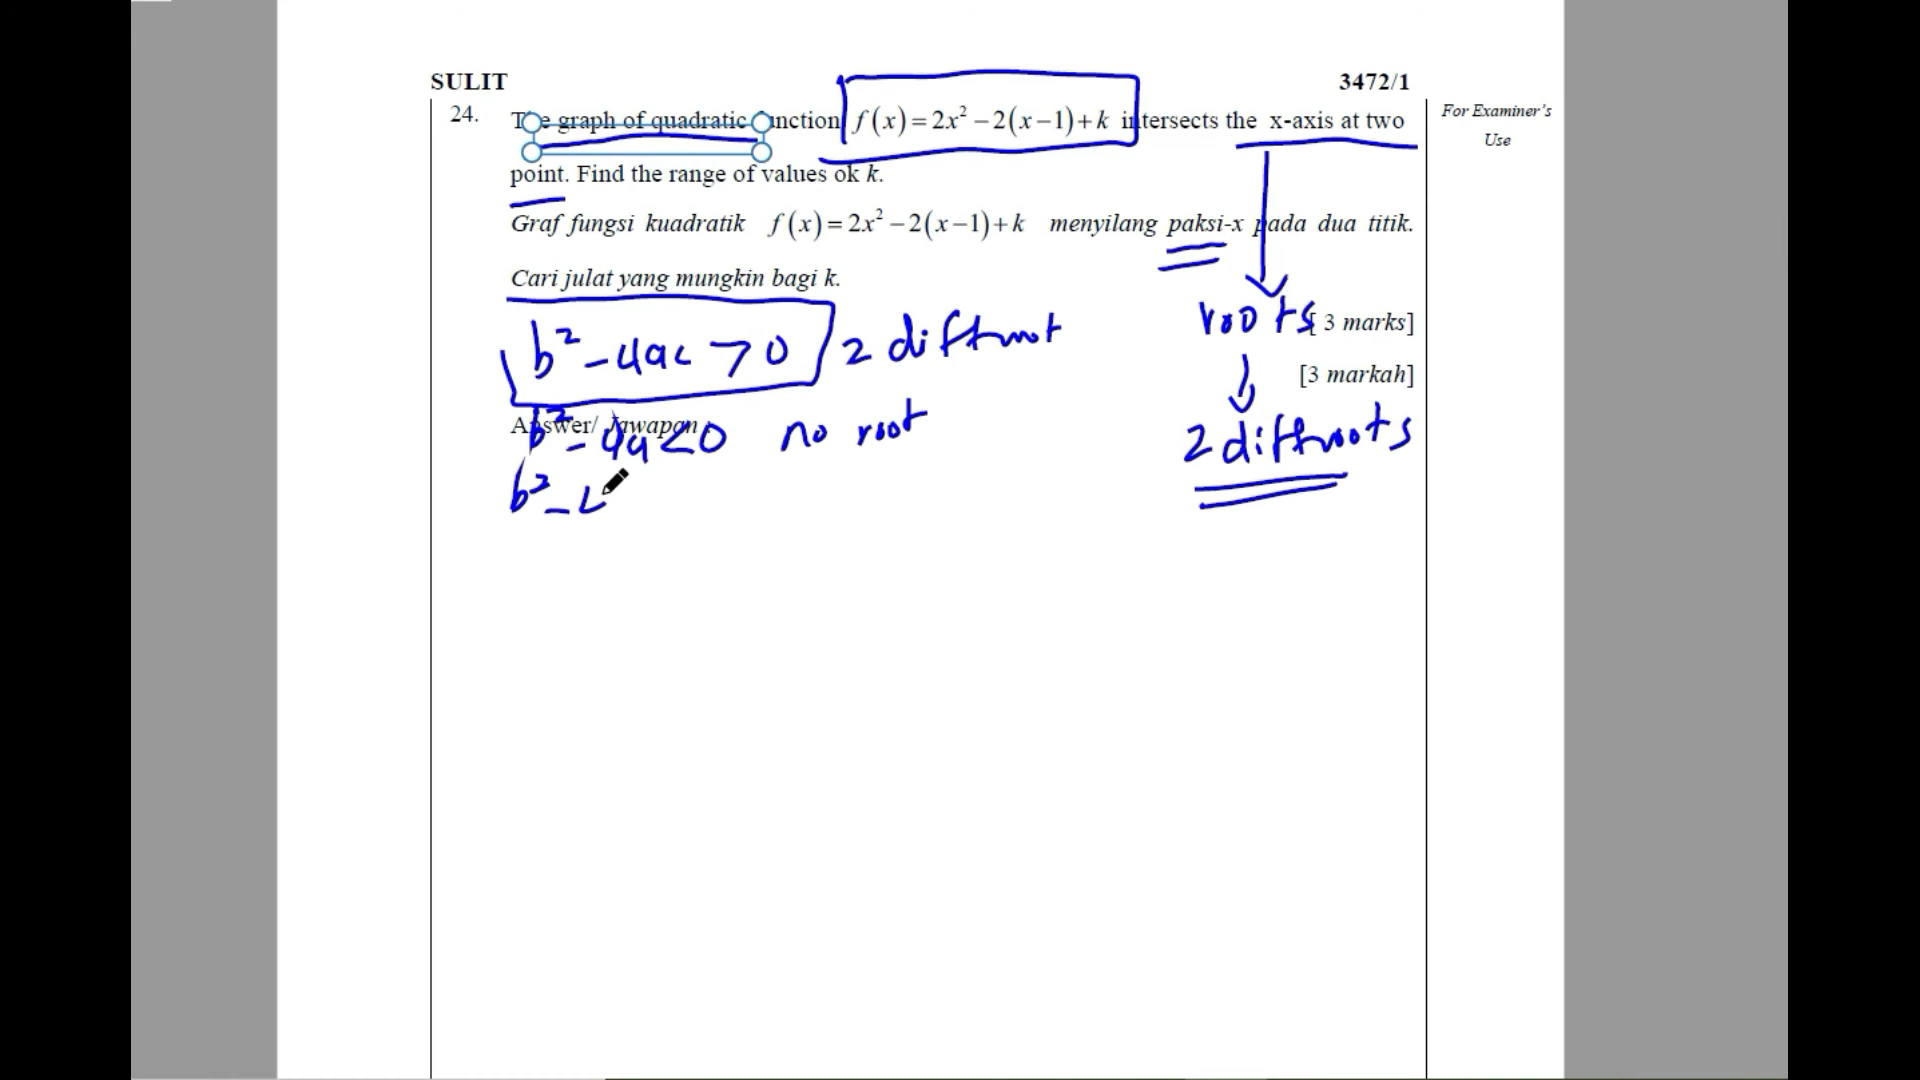 SULIT 3472/1
For Examiner's
Use
24. The graph of quadratic function f(x)=2x²−2(x−1)+k intersects the x-axis at two
point. Find the range of values ok k.
Graf fungsi kuadratik f(x)=2x²−2(x−1)+k menyilang paksi-x pada dua titik.
Cari julat yang mungkin bagi k.
roots [ 3 marks]
b²−4ac>0 2 diff root
[3 markah]
Answer/ Jawapan :
b²−4a<0 no root
2 diff roots
b²−